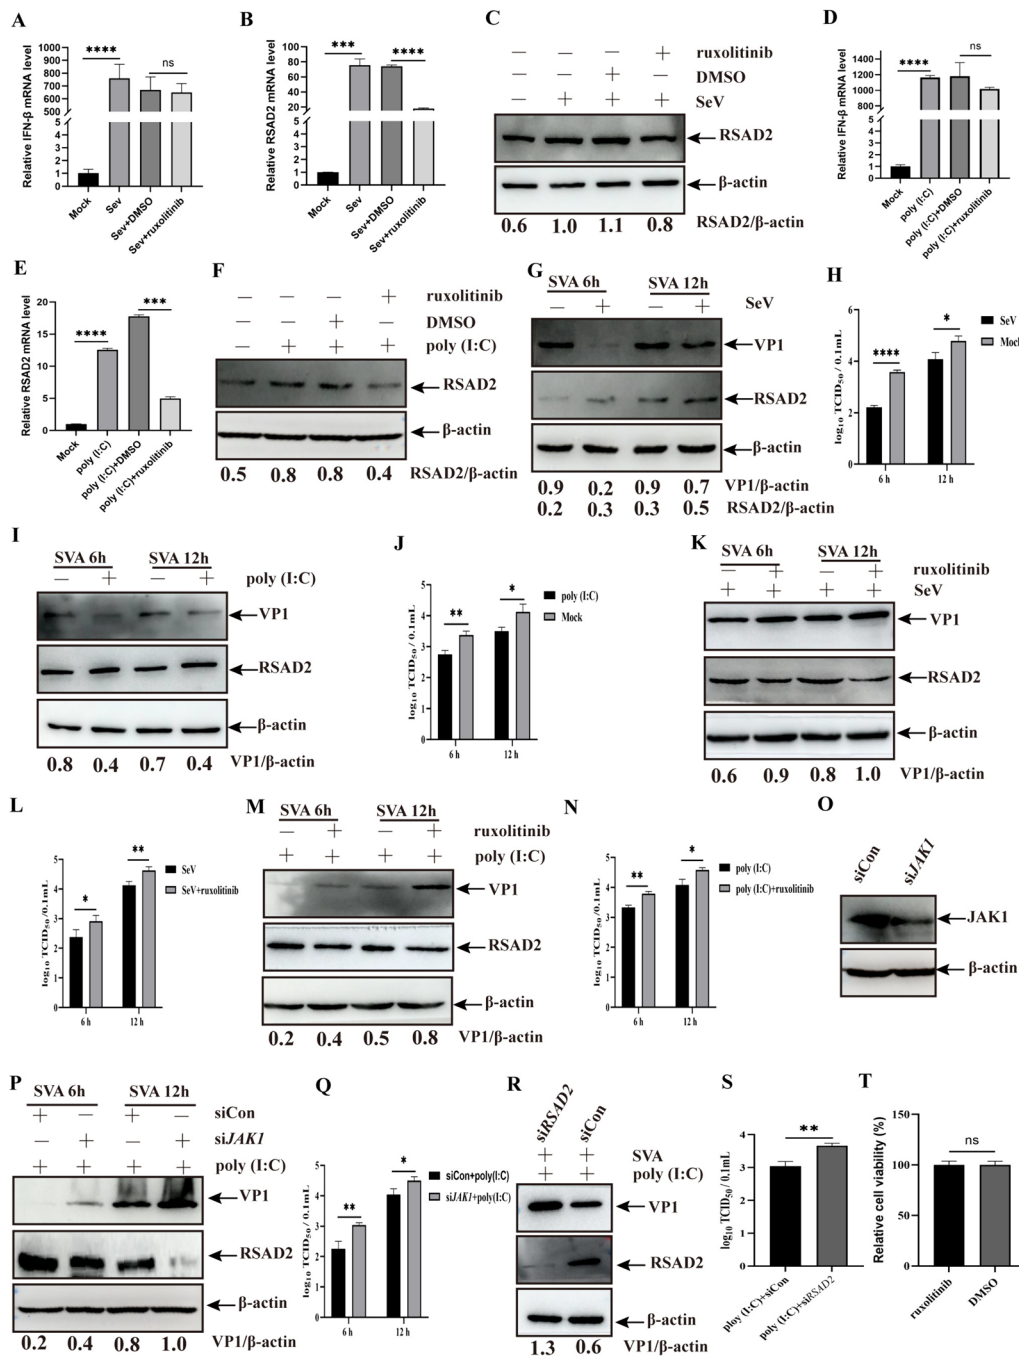 A
Relative IFN-β mRNA level
1000
900
800
700
600
500
5
4
3
2
1
0
****
ns
Mock
Sev
Sev+DMSO
Sev+ruxolitinib
B
Relative RSAD2 mRNA level
100
80
60
40
20
5
4
3
2
1
0
***
****
Mock
Sev
Sev+DMSO
Sev+ruxolitinib
C
— — — + ruxolitinib
— — + — DMSO
— + + + SeV
RSAD2
β-actin
0.6 1.0 1.1 0.8 RSAD2/β-actin
D
Relative IFN-β mRNA level
1400
1200
1000
800
600
400
5
4
3
2
1
0
****
ns
Mock
poly (I:C)
poly (I:C)+DMSO
poly (I:C)+ruxolitinib
E
Relative RSAD2 mRNA level
20
15
10
5
0
****
***
Mock
poly (I:C)
poly (I:C)+DMSO
poly (I:C)+ruxolitinib
F
— — — + ruxolitinib
— — + — DMSO
— + + + poly (I:C)
RSAD2
β-actin
0.5 0.8 0.8 0.4 RSAD2/β-actin
G
SVA 6h SVA 12h
— + — + SeV
VP1
RSAD2
β-actin
0.9 0.2 0.9 0.7 VP1/β-actin
0.2 0.3 0.3 0.5 RSAD2/β-actin
H
log₁₀ TCID₅₀ / 0.1mL
6
4
2
0
****
*
SeV
Mock
6 h 12 h
I
SVA 6h SVA 12h
— + — + poly (I:C)
VP1
RSAD2
β-actin
0.8 0.4 0.7 0.4 VP1/β-actin
J
log₁₀ TCID₅₀ / 0.1mL
5
4
3
2
1
0
**
*
poly (I:C)
Mock
6 h 12 h
K
SVA 6h SVA 12h
— + — + ruxolitinib
+ + + + SeV
VP1
RSAD2
β-actin
0.6 0.9 0.8 1.0 VP1/β-actin
L
log₁₀ TCID₅₀ /0.1mL
5
4
3
2
1
0
*
**
SeV
SeV+ruxolitinib
6 h 12 h
M
SVA 6h SVA 12h
— + — + ruxolitinib
+ + + + poly (I:C)
VP1
RSAD2
β-actin
0.2 0.4 0.5 0.8 VP1/β-actin
N
log₁₀ TCID₅₀ /0.1mL
5
4
3
2
1
0
**
*
poly (I:C)
poly (I:C)+ruxolitinib
6 h 12 h
O
siCon siJAK1
JAK1
β-actin
P
SVA 6h SVA 12h
+ — + — siCon
— + — + siJAK1
+ + + + poly (I:C)
VP1
RSAD2
β-actin
0.2 0.4 0.8 1.0 VP1/β-actin
Q
log₁₀ TCID₅₀ / 0.1mL
5
4
3
2
1
0
**
*
siCon+poly(I:C)
siJAK1+poly(I:C)
6 h 12 h
R
siRSAD2 siCon
+ + SVA
+ + poly (I:C)
VP1
RSAD2
β-actin
1.3 0.6 VP1/β-actin
S
log₁₀ TCID₅₀ / 0.1mL
4
3
2
1
0
**
ploy (I:C)+siCon
poly (I:C)+siRSAD2
T
Relative cell viability (%)
150
100
50
0
ns
ruxolitinib
DMSO